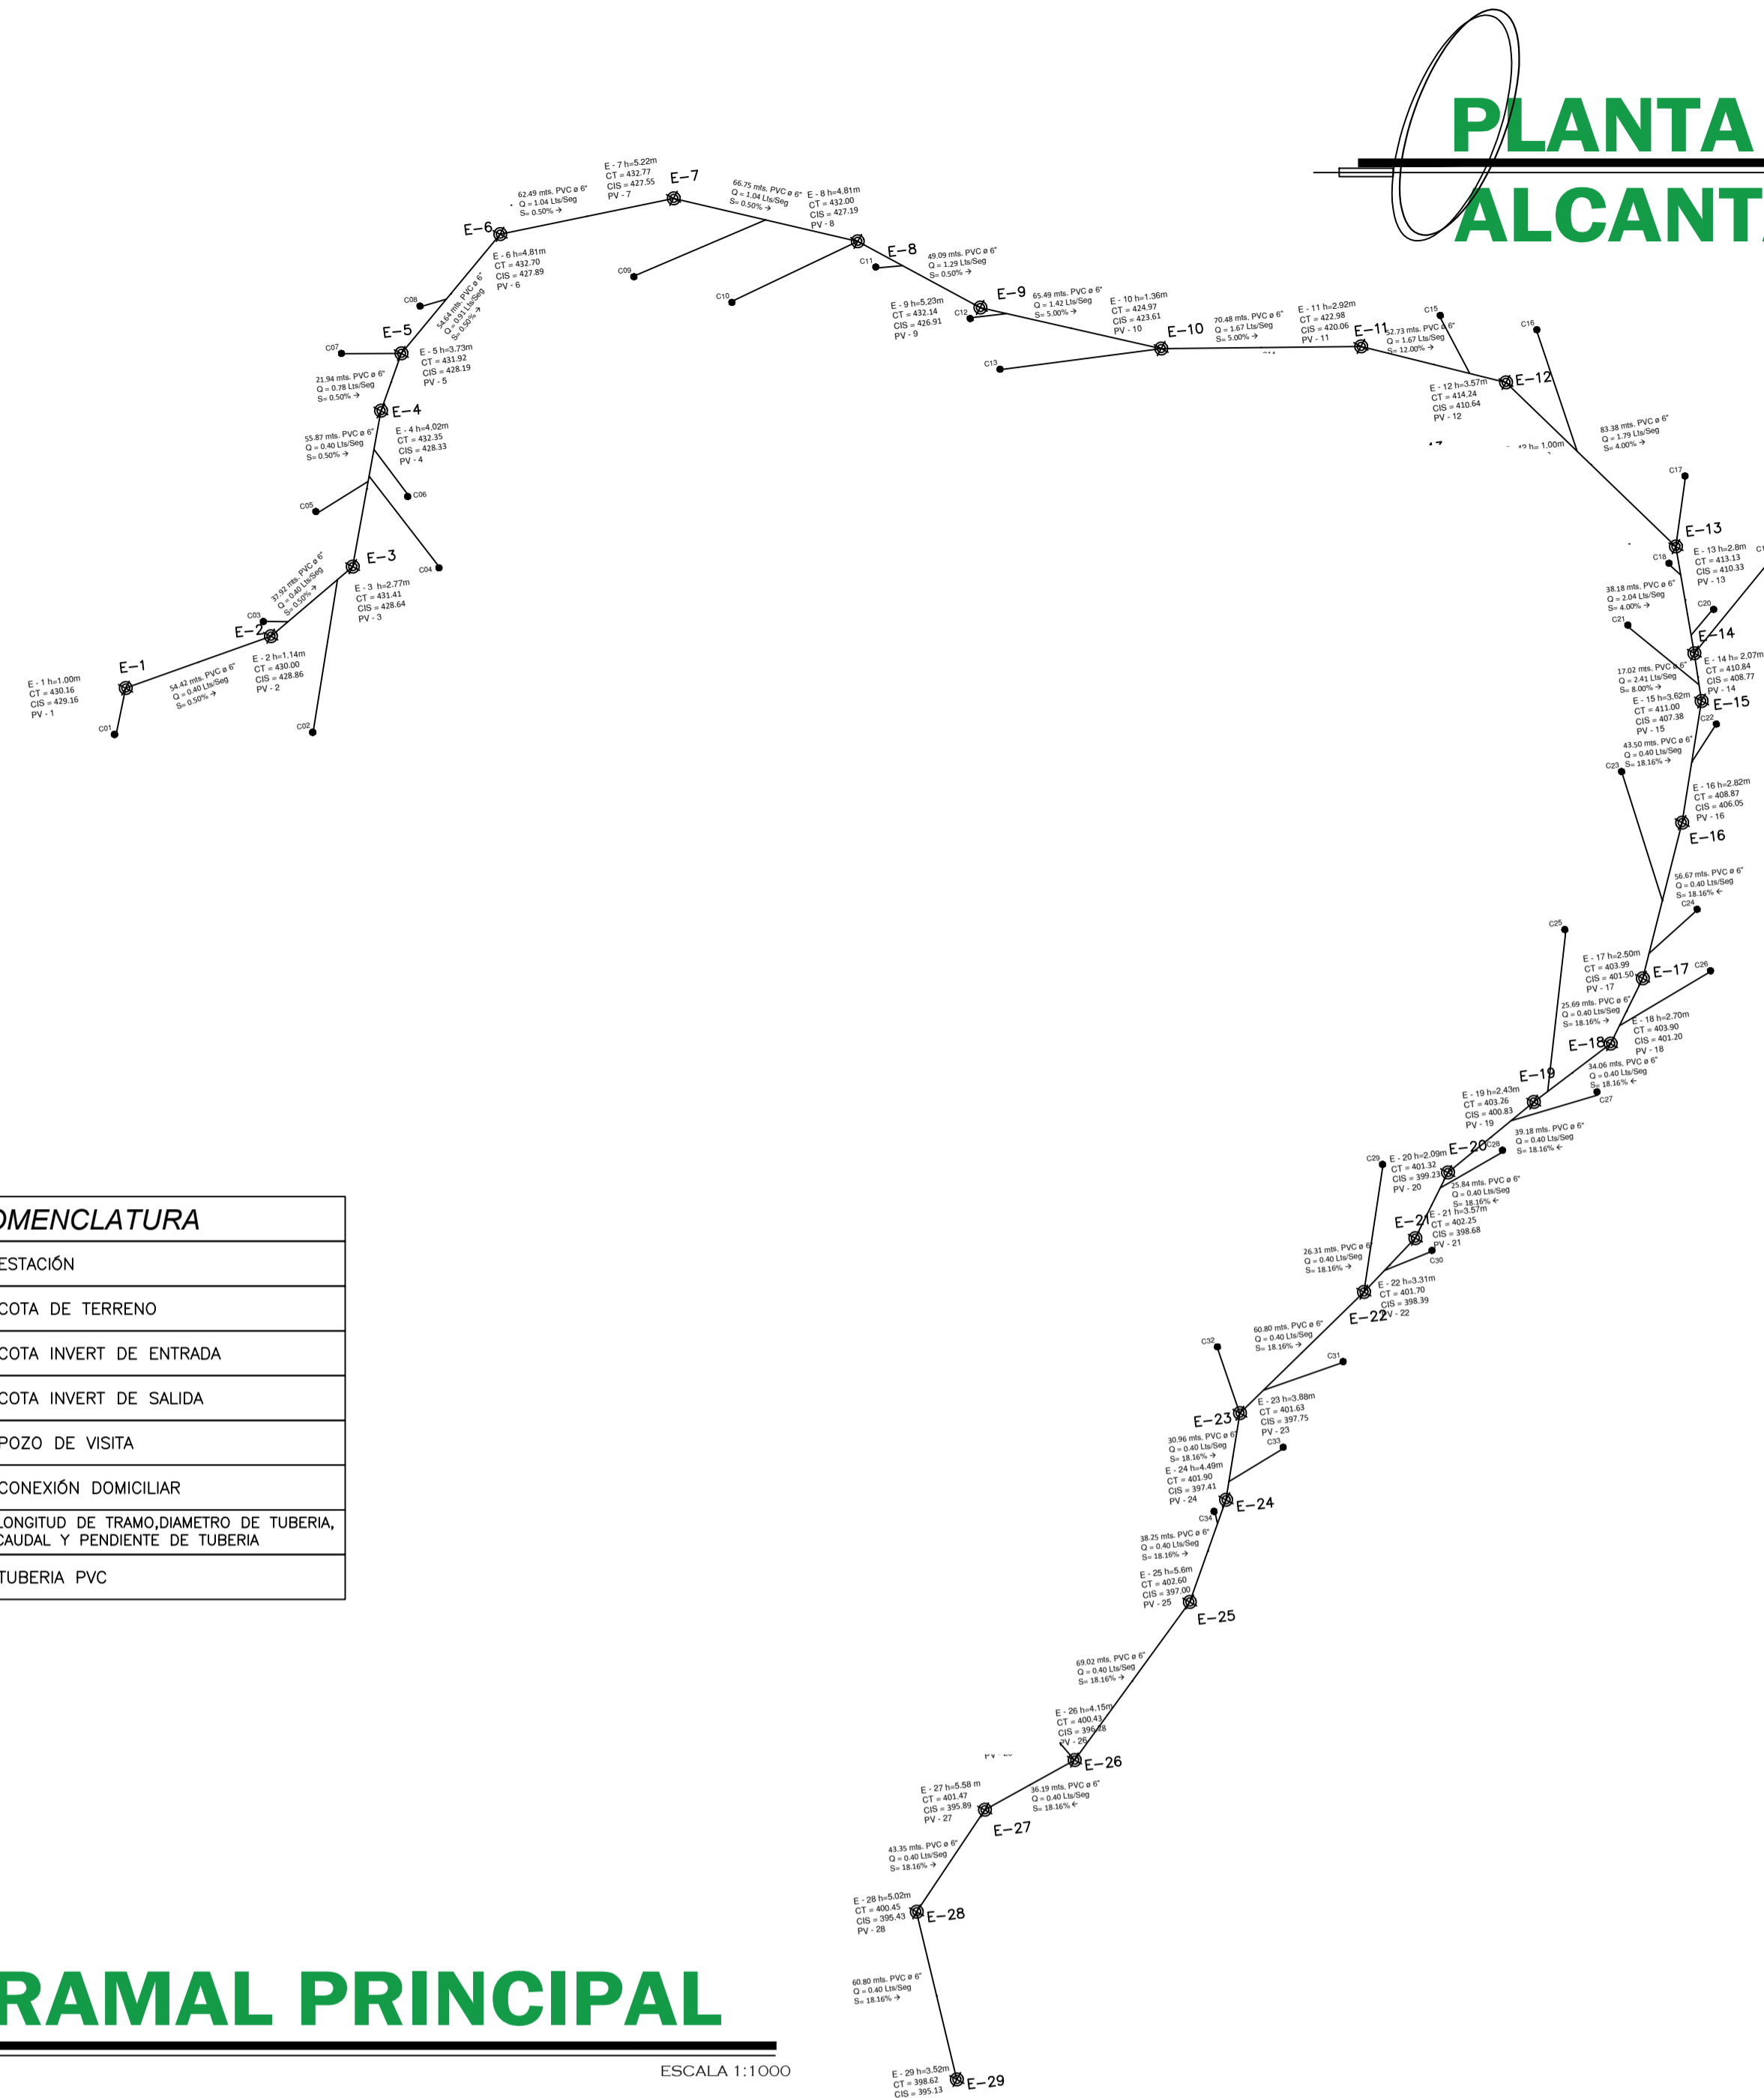 PLANTA
ALCANTA
E - 7 h=5.22m
CT = 432.77
CIS = 427.55
PV - 7
E-7
62.49 mts. PVC ø 6"
Q = 1.04 Lts/Seg
S= 0.50% →
66.75 mts. PVC ø 6"
Q = 1.04 Lts/Seg
S= 0.50% →
E - 8 h=4.81m
CT = 432.00
CIS = 427.19
PV - 8
E-8
E-6
E - 6 h=4.81m
CT = 432.70
CIS = 427.89
PV - 6
C09
C10
C11
49.09 mts. PVC ø 6"
Q = 1.29 Lts/Seg
S= 0.50% →
E-9
E - 9 h=5.23m
CT = 432.14
CIS = 426.91
PV - 9
C12
65.49 mts. PVC ø 6"
Q = 1.42 Lts/Seg
S= 5.00% →
E - 10 h=1.36m
CT = 424.97
CIS = 423.61
PV - 10
E-10
C13
70.48 mts. PVC ø 6"
Q = 1.67 Lts/Seg
S= 5.00% →
E - 11 h=2.92m
CT = 422.98
CIS = 420.06
PV - 11
E-11
52.73 mts. PVC ø 6"
Q = 1.67 Lts/Seg
S= 12.00% →
C15
C16
E-12
E - 12 h=3.57m
CT = 414.24
CIS = 410.64
PV - 12
h= 1.00m
83.38 mts. PVC ø 6"
Q = 1.79 Lts/Seg
S= 4.00% →
C08
54.64 mts. PVC ø 6"
Q = 0.91 Lts/Seg
S= 0.50% →
E-5
C07
E - 5 h=3.73m
CT = 431.92
CIS = 428.19
PV - 5
21.94 mts. PVC ø 6"
Q = 0.78 Lts/Seg
S= 0.50% →
E-4
E - 4 h=4.02m
CT = 432.35
CIS = 428.33
PV - 4
55.87 mts. PVC ø 6"
Q = 0.40 Lts/Seg
S= 0.50% →
C06
C05
C04
E-3
E - 3 h=2.77m
CT = 431.41
CIS = 428.64
PV - 3
37.92 mts. PVC ø 6"
Q = 0.40 Lts/Seg
S= 0.50% →
C03
E-2
E - 2 h=1.14m
CT = 430.00
CIS = 428.86
PV - 2
E-1
E - 1 h=1.00m
CT = 430.16
CIS = 429.16
PV - 1
54.42 mts. PVC ø 6"
Q = 0.40 Lts/Seg
S= 0.50% →
C01
C02
C17
E-13
C18
E - 13 h=2.8m
CT = 413.13
CIS = 410.33
PV - 13
38.18 mts. PVC ø 6"
Q = 2.04 Lts/Seg
S= 4.00% →
C20
C21
E-14
E - 14 h= 2.07m
CT = 410.84
CIS = 408.77
PV - 14
17.02 mts. PVC ø 6"
Q = 2.41 Lts/Seg
S= 8.00% →
E - 15 h=3.62m
CT = 411.00
CIS = 407.38
PV - 15
E-15
C22
43.50 mts. PVC ø 6"
Q = 0.40 Lts/Seg
S= 18.16% →
C23
E - 16 h=2.82m
CT = 408.87
CIS = 406.05
PV - 16
E-16
56.67 mts. PVC ø 6"
Q = 0.40 Lts/Seg
S= 18.16% ←
C24
C25
E - 17 h=2.50m
CT = 403.99
CIS = 401.50
PV - 17
E-17
C26
25.69 mts. PVC ø 6"
Q = 0.40 Lts/Seg
S= 18.16% →
E - 18 h=2.70m
CT = 403.90
CIS = 401.20
PV - 18
E-18
34.06 mts. PVC ø 6"
Q = 0.40 Lts/Seg
S= 18.16% ←
C27
E-19
E - 19 h=2.43m
CT = 403.26
CIS = 400.83
PV - 19
39.18 mts. PVC ø 6"
Q = 0.40 Lts/Seg
S= 18.16% ←
C28
E-20
E - 20 h=2.09m
CT = 401.32
CIS = 399.23
PV - 20
C29
25.84 mts. PVC ø 6"
Q = 0.40 Lts/Seg
S= 18.16% ←
E-21
E - 21 h=3.57m
CT = 402.25
CIS = 398.68
PV - 21
C30
26.31 mts. PVC ø 6"
Q = 0.40 Lts/Seg
S= 18.16% →
E - 22 h=3.31m
CT = 401.70
CIS = 398.39
PV - 22
E-22
60.80 mts. PVC ø 6"
Q = 0.40 Lts/Seg
S= 18.16% →
C32
C31
E-23
E - 23 h=3.88m
CT = 401.63
CIS = 397.75
PV - 23
C33
30.96 mts. PVC ø 6"
Q = 0.40 Lts/Seg
S= 18.16% →
E - 24 h=4.49m
CT = 401.90
CIS = 397.41
PV - 24
E-24
C34
38.25 mts. PVC ø 6"
Q = 0.40 Lts/Seg
S= 18.16% →
E - 25 h=5.6m
CT = 402.60
CIS = 397.00
PV - 25
E-25
69.02 mts. PVC ø 6"
Q = 0.40 Lts/Seg
S= 18.16% →
E - 26 h=4.15m
CT = 400.43
CIS = 396.28
PV - 26
E-26
36.19 mts. PVC ø 6"
Q = 0.40 Lts/Seg
S= 18.16% ←
E - 27 h=5.58 m
CT = 401.47
CIS = 395.89
PV - 27
E-27
43.35 mts. PVC ø 6"
Q = 0.40 Lts/Seg
S= 18.16% →
E - 28 h=5.02m
CT = 400.45
CIS = 395.43
PV - 28
E-28
60.80 mts. PVC ø 6"
Q = 0.40 Lts/Seg
S= 18.16% →
E - 29 h=3.52m
CT = 398.62
CIS = 395.13
E-29
OMENCLATURA
ESTACIÓN
COTA DE TERRENO
COTA INVERT DE ENTRADA
COTA INVERT DE SALIDA
POZO DE VISITA
CONEXIÓN DOMICILIAR
LONGITUD DE TRAMO,DIAMETRO DE TUBERIA,
CAUDAL Y PENDIENTE DE TUBERIA
TUBERIA PVC
RAMAL PRINCIPAL
ESCALA 1:1000